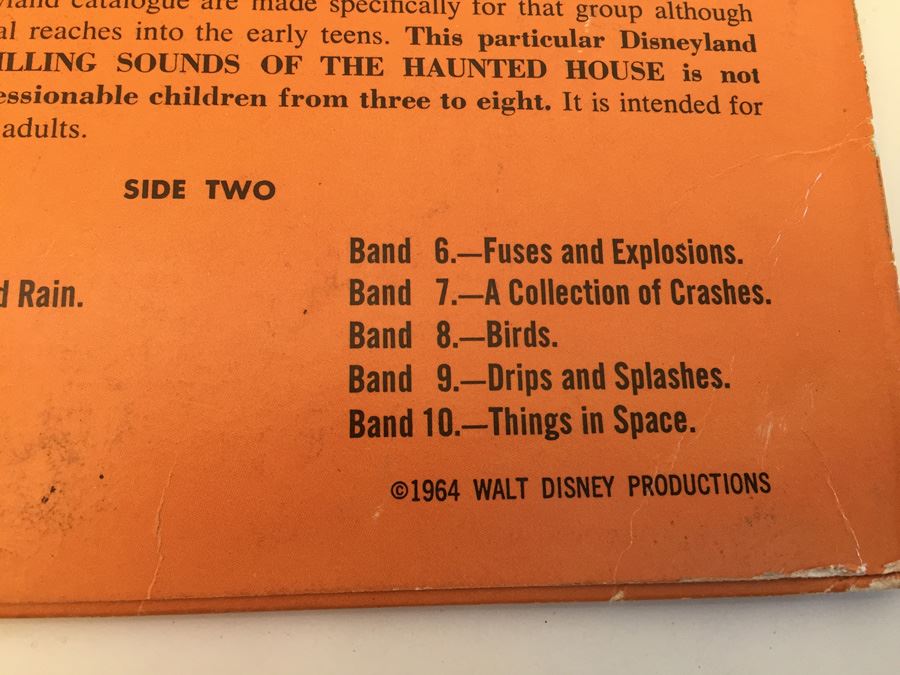 catalogue are made specifically for that group although
reaches into the early teens. This particular Disneyland
ILLING SOUNDS OF THE HAUNTED HOUSE is not
essionable children from three to eight. It is intended for
adults.
SIDE TWO
d Rain.
Band 6.—Fuses and Explosions.
Band 7.—A Collection of Crashes.
Band 8.—Birds.
Band 9.—Drips and Splashes.
Band 10.—Things in Space.
©1964 WALT DISNEY PRODUCTIONS